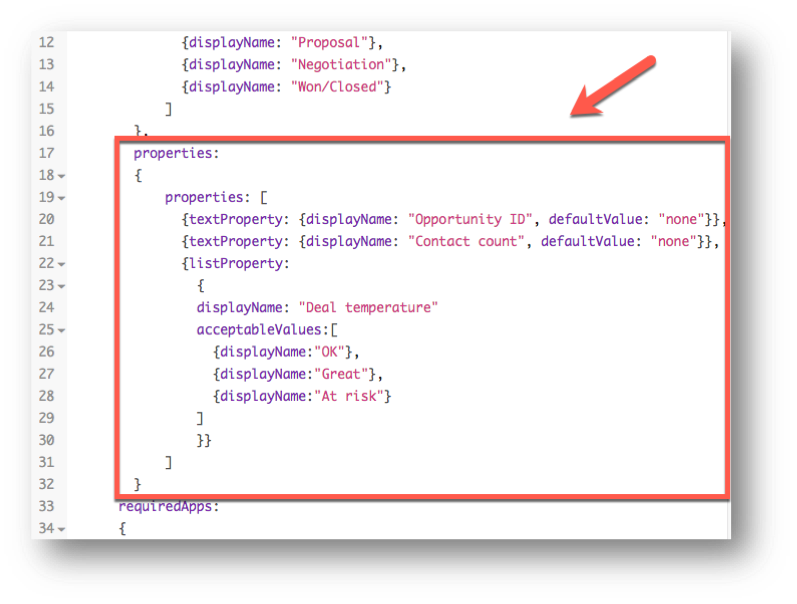 12 {displayName: "Proposal"},
13 {displayName: "Negotiation"},
14 {displayName: "Won/Closed"}
15 ]
16 },
17 properties:
18 {
19 properties: [
20 {textProperty: {displayName: "Opportunity ID", defaultValue: "none"}},
21 {textProperty: {displayName: "Contact count", defaultValue: "none"}},
22 {listProperty:
23 {
24 displayName: "Deal temperature"
25 acceptableValues:[
26 {displayName:"OK"},
27 {displayName:"Great"},
28 {displayName:"At risk"}
29 ]
30 }}
31 ]
32 }
33 requiredApps:
34 {